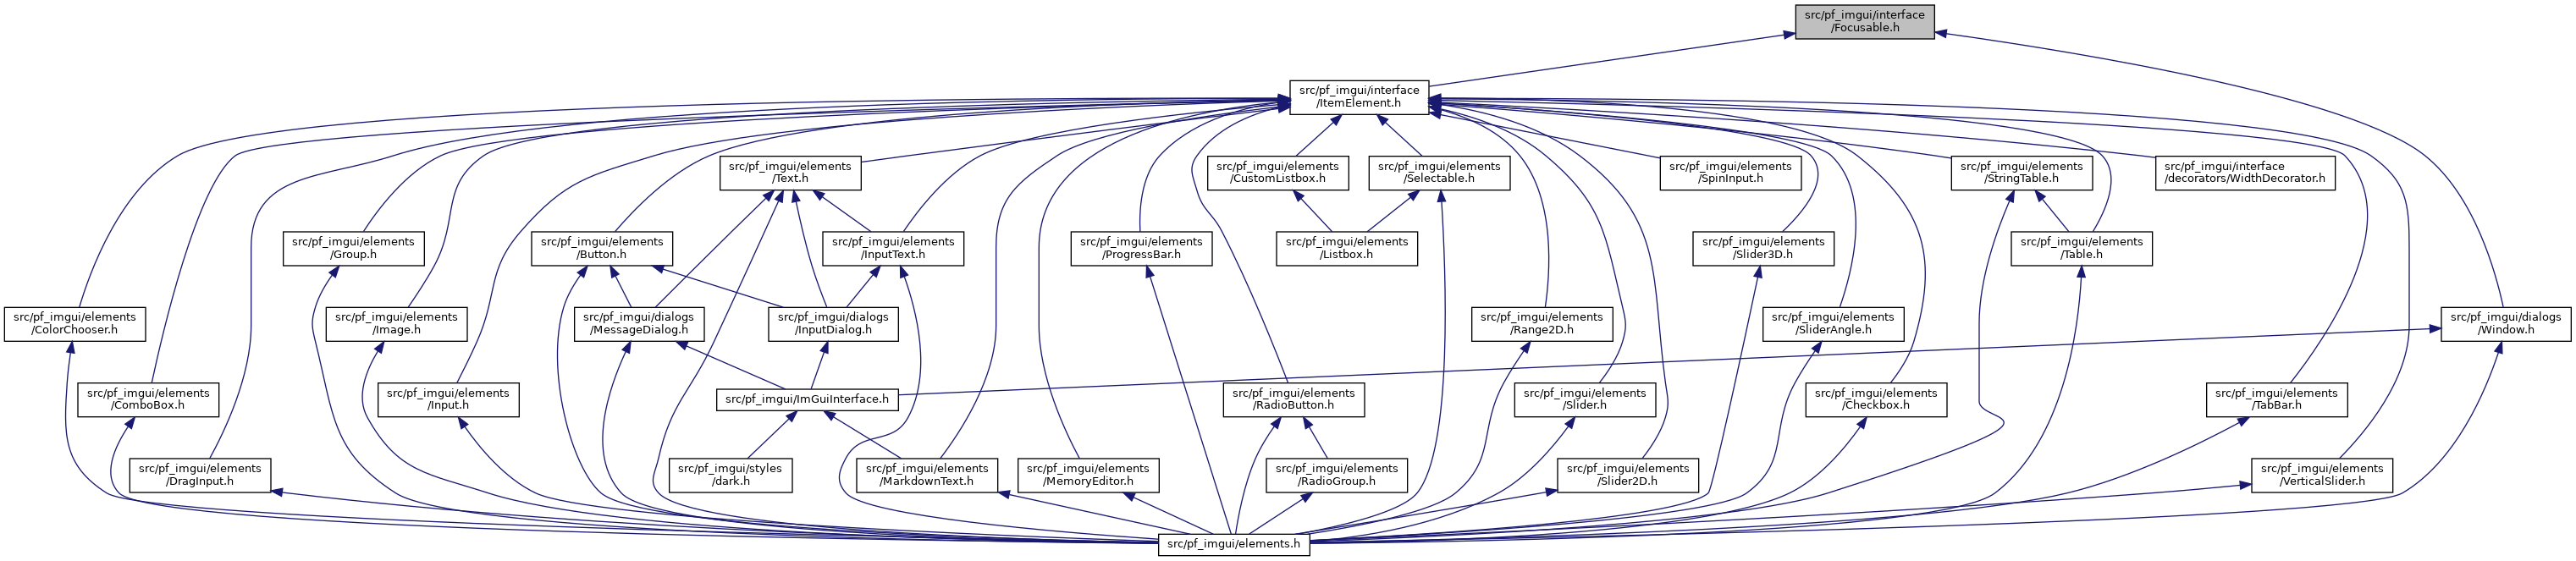 src/pf_imgui/interface
/Focusable.h
src/pf_imgui/interface
/ItemElement.h
src/pf_imgui/elements
/Text.h
src/pf_imgui/elements
/CustomListbox.h
src/pf_imgui/elements
/Selectable.h
src/pf_imgui/elements
/SpinInput.h
src/pf_imgui/elements
/StringTable.h
src/pf_imgui/interface
/decorators/WidthDecorator.h
src/pf_imgui/elements
/Group.h
src/pf_imgui/elements
/Button.h
src/pf_imgui/elements
/InputText.h
src/pf_imgui/elements
/ProgressBar.h
src/pf_imgui/elements
/Listbox.h
src/pf_imgui/elements
/Slider3D.h
src/pf_imgui/elements
/Table.h
src/pf_imgui/elements
/ColorChooser.h
src/pf_imgui/elements
/Image.h
src/pf_imgui/dialogs
/MessageDialog.h
src/pf_imgui/dialogs
/InputDialog.h
src/pf_imgui/elements
/Range2D.h
src/pf_imgui/elements
/SliderAngle.h
src/pf_imgui/dialogs
/Window.h
src/pf_imgui/elements
/ComboBox.h
src/pf_imgui/elements
/Input.h
src/pf_imgui/ImGuiInterface.h
src/pf_imgui/elements
/RadioButton.h
src/pf_imgui/elements
/Slider.h
src/pf_imgui/elements
/Checkbox.h
src/pf_imgui/elements
/TabBar.h
src/pf_imgui/elements
/DragInput.h
src/pf_imgui/styles
/dark.h
src/pf_imgui/elements
/MarkdownText.h
src/pf_imgui/elements
/MemoryEditor.h
src/pf_imgui/elements
/RadioGroup.h
src/pf_imgui/elements
/Slider2D.h
src/pf_imgui/elements
/VerticalSlider.h
src/pf_imgui/elements.h